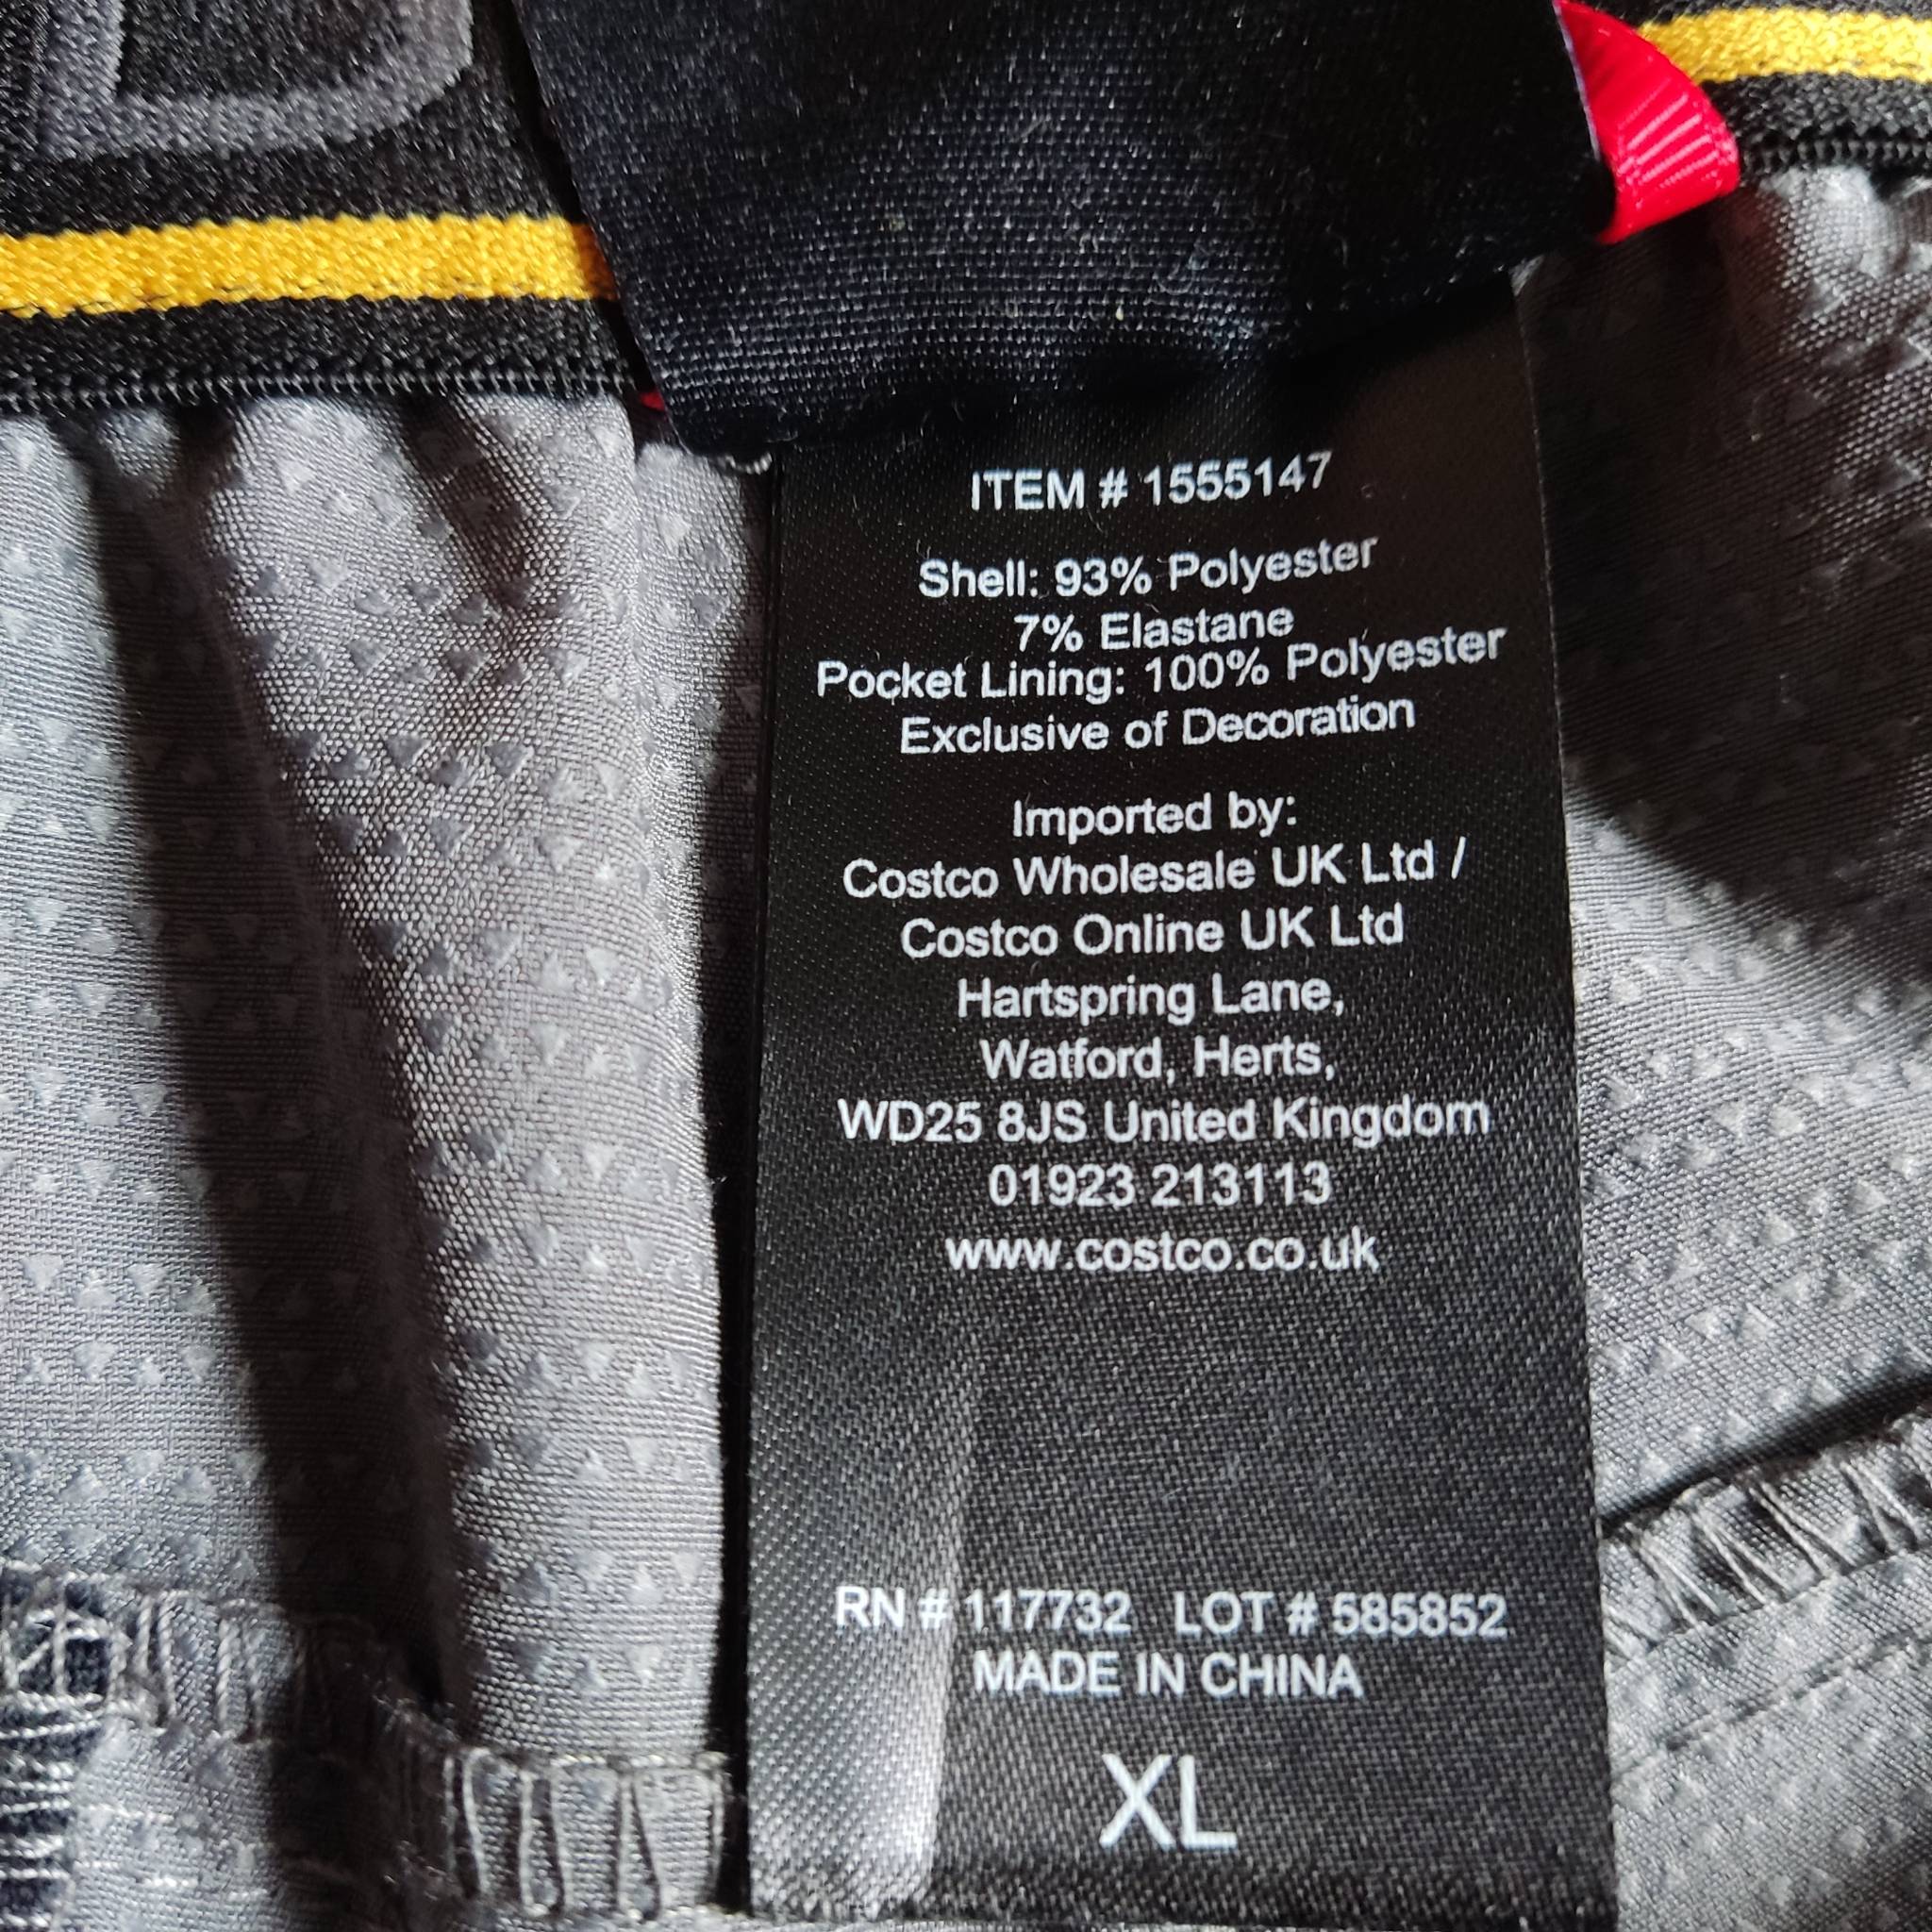 ITEM # 1555147
Shell: 93% Polyester
7% Elastane
Pocket Lining: 100% Polyester
Exclusive of Decoration
Imported by:
Costco Wholesale UK Ltd /
Costco Online UK Ltd
Hartspring Lane,
Watford, Herts,
WD25 8JS United Kingdom
01923 213113
www.costco.co.uk
RN # 117732 LOT # 585852
MADE IN CHINA
XL